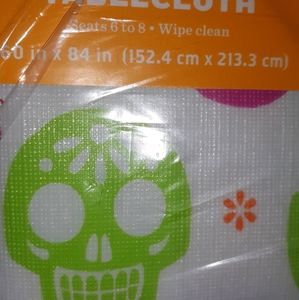 TABLECLOTH
Seats 6 to 8 • Wipe clean
60 in x 84 in (152.4 cm x 213.3 cm)